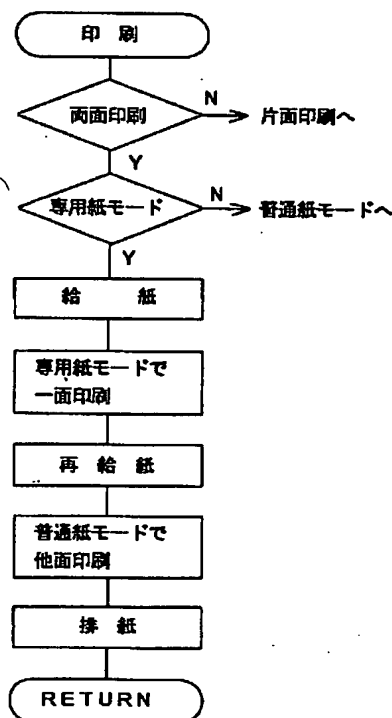 印 刷
両面印刷
N
片面印刷へ
Y
専用紙モード
N
普通紙モードへ
Y
給 紙
専用紙モードで
一面印刷
再 給 紙
普通紙モードで
他面印刷
排 紙
RETURN